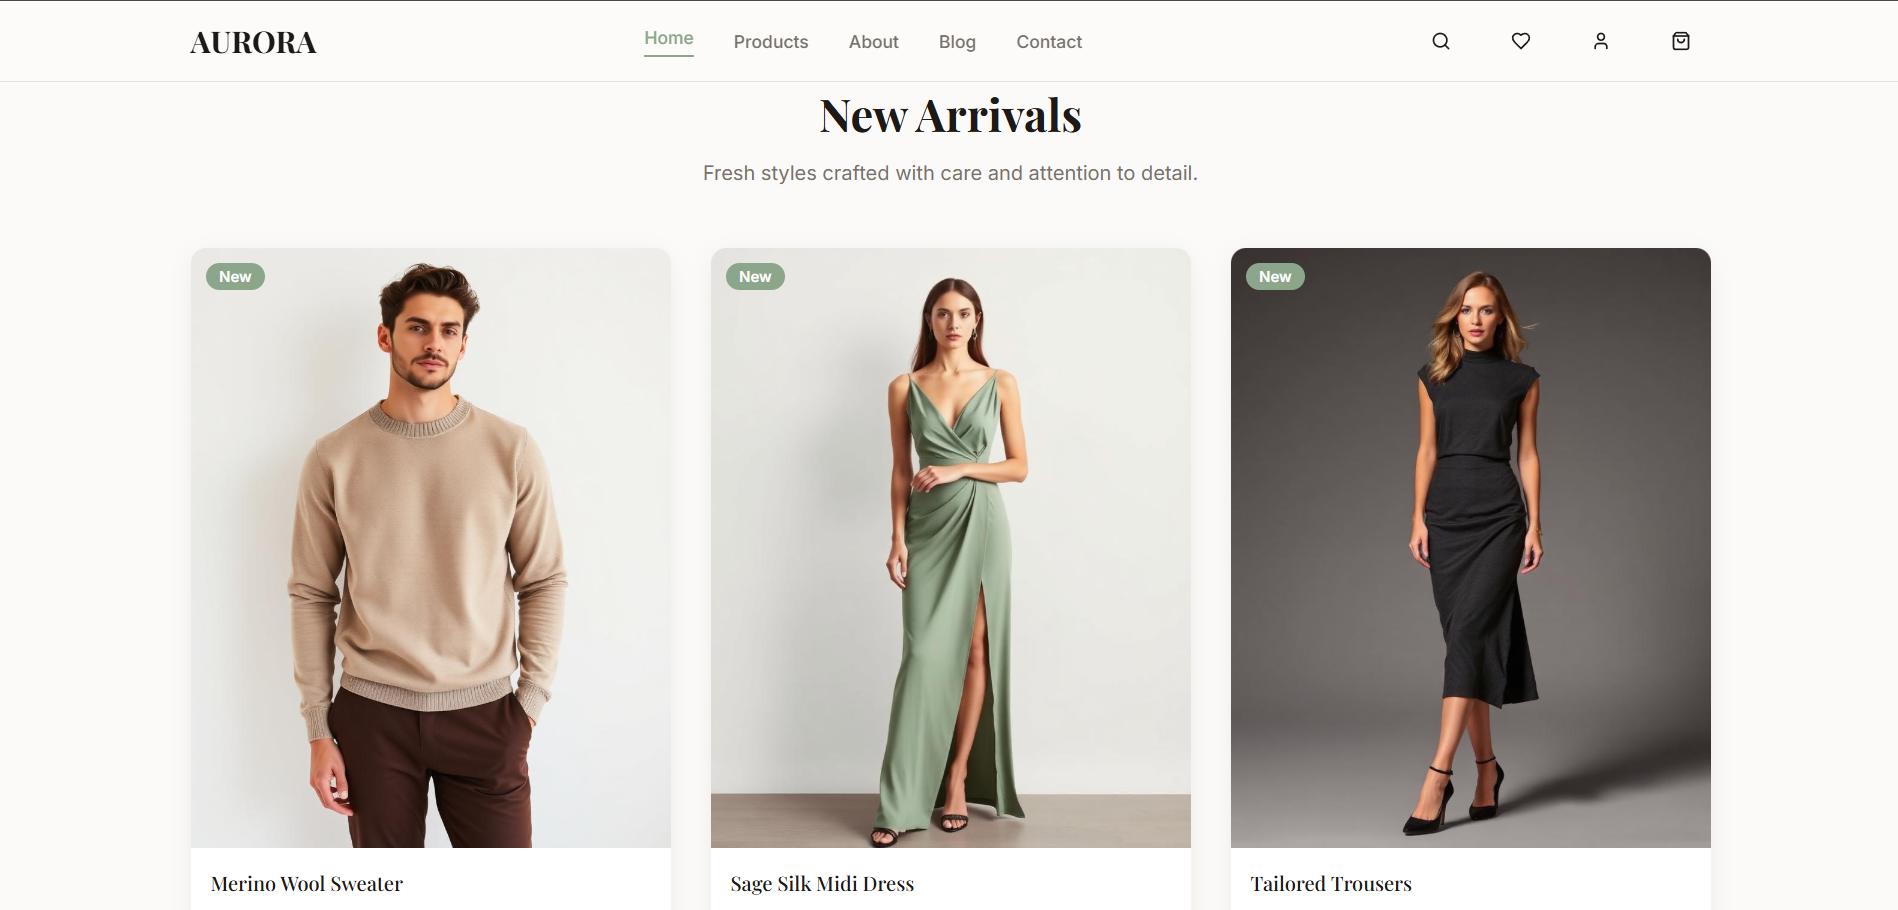 AURORA
Home Products About Blog Contact
New Arrivals
Fresh styles crafted with care and attention to detail.
New
New
New
Merino Wool Sweater
Sage Silk Midi Dress
Tailored Trousers